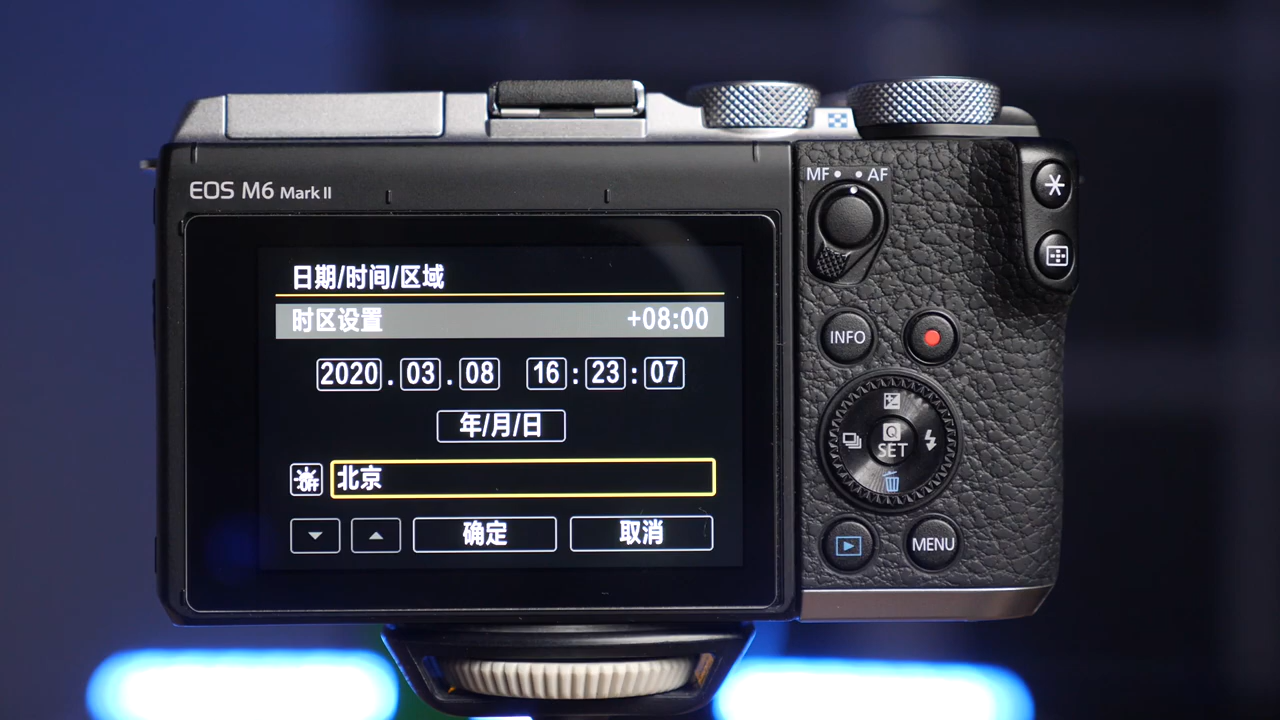 EOS M6 Mark II
MF AF
日期/时间/区域
时区设置 +08:00
2020.03.08 16:23:07
年/月/日
OFF 北京
确定 取消
INFO
Q
SET
MENU